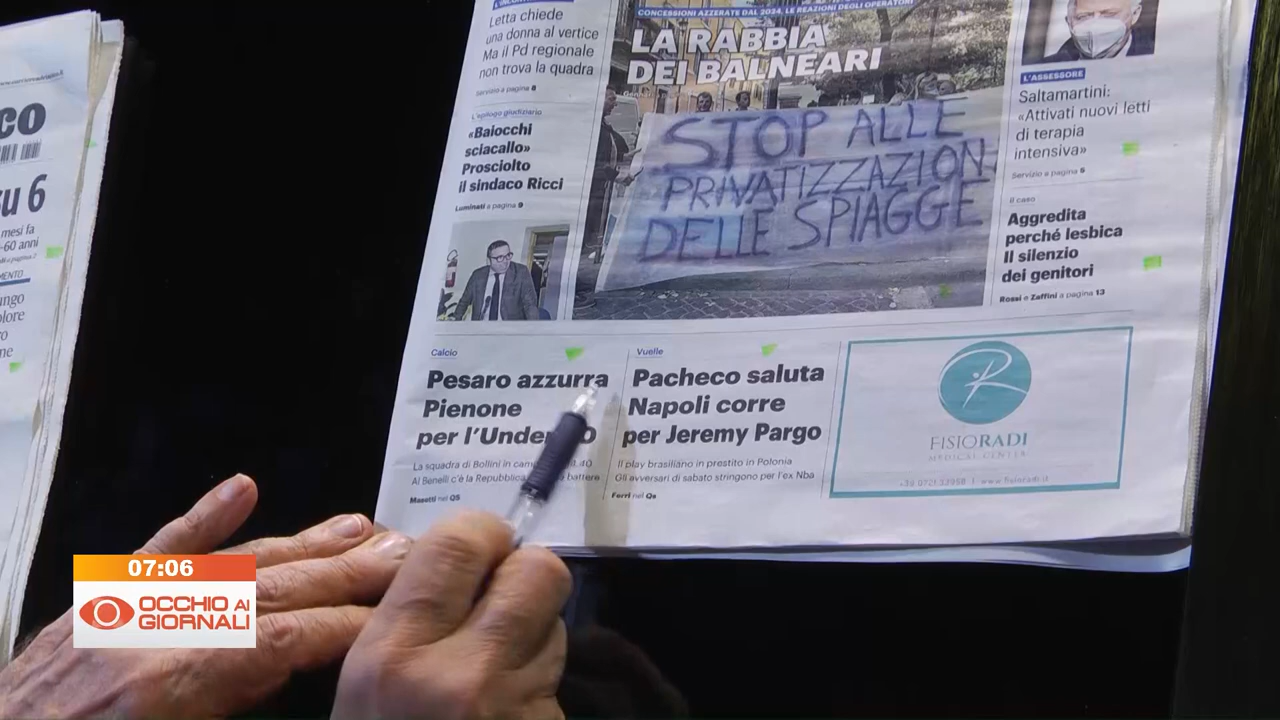 co
su 6
mesi fa
-60 anni
Letta chiede
una donna al vertice
Ma il Pd regionale
non trova la quadra
Servizio a pagina 8
L'epilogo giudiziario
«Baiocchi
sciacallo»
Prosciolto
il sindaco Ricci
Luminati a pagina 9
CONCESSIONI AZZERATE DAL 2024, LE REAZIONI DEGLI OPERATORI
LA RABBIA
DEI BALNEARI
STOP ALLE
PRIVATIZZAZION
DELLE SPIAGGE
L'ASSESSORE
Saltamartini:
«Attivati nuovi letti
di terapia
intensiva»
Il caso
Aggredita
perché lesbica
Il silenzio
dei genitori
Rossi e Zaffini a pagina 13
Calcio
Pesaro azzurra
Pienone
per l'Under
La squadra di Bollini in
Al Benelli c'è la Repubblica battere
Masetti nel QS
Vuelle
Pacheco saluta
Napoli corre
per Jeremy Pargo
Il play brasiliano in prestito in Polonia
Gli avversari di sabato stringono per l'ex Nba
Ferri nel Qs
FISIORADI
MEDICAL CENTER
www.fisioradi.it
07:06
OCCHIO AI
GIORNALI